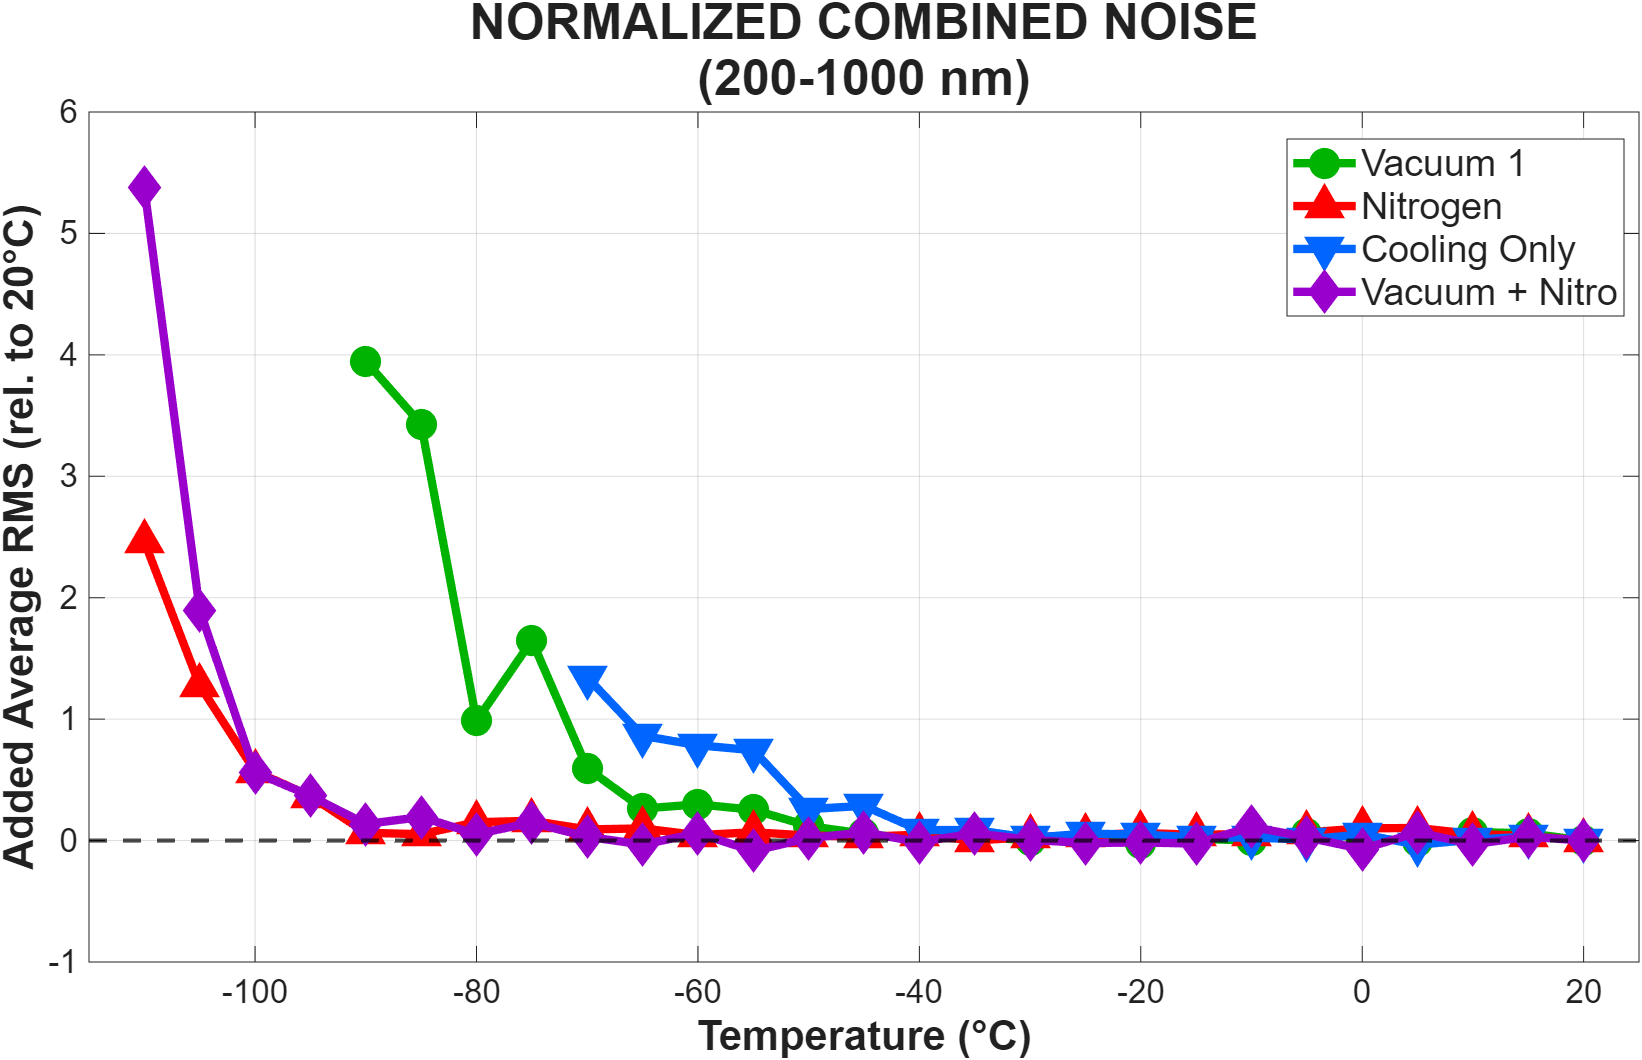 NORMALIZED COMBINED NOISE
(200-1000 nm)
Added Average RMS (rel. to 20°C)
6
5
4
3
2
1
0
-1
Vacuum 1
Nitrogen
Cooling Only
Vacuum + Nitro
-100 -80 -60 -40 -20 0 20
Temperature (°C)